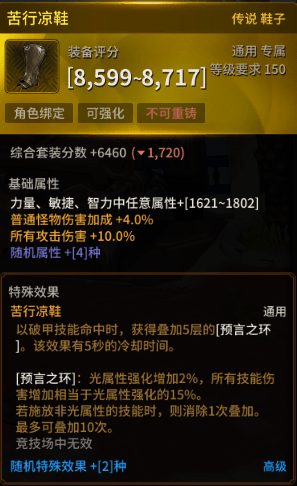 苦行凉鞋 传说 鞋子
装备评分 通用 专属
[8,599~8,717] 等级要求 150
角色绑定 可强化 不可重铸
综合套装分数 +6460 (▼1,720)
基础属性
力量、敏捷、智力中任意属性+[1621~1802]
普通怪物伤害加成 +4.0%
所有攻击伤害 +10.0%
随机属性 +[4]种
特殊效果
苦行凉鞋 通用
以破甲技能命中时，获得叠加5层的[预言之环
]。该效果有5秒的冷却时间。
[预言之环]：光属性强化增加2%，所有技能伤
害增加相当于光属性强化的15%。
若施放非光属性的技能时，则消除1次叠加。
最多可叠加10次。
竞技场中无效
随机特殊效果 +[2]种 高级